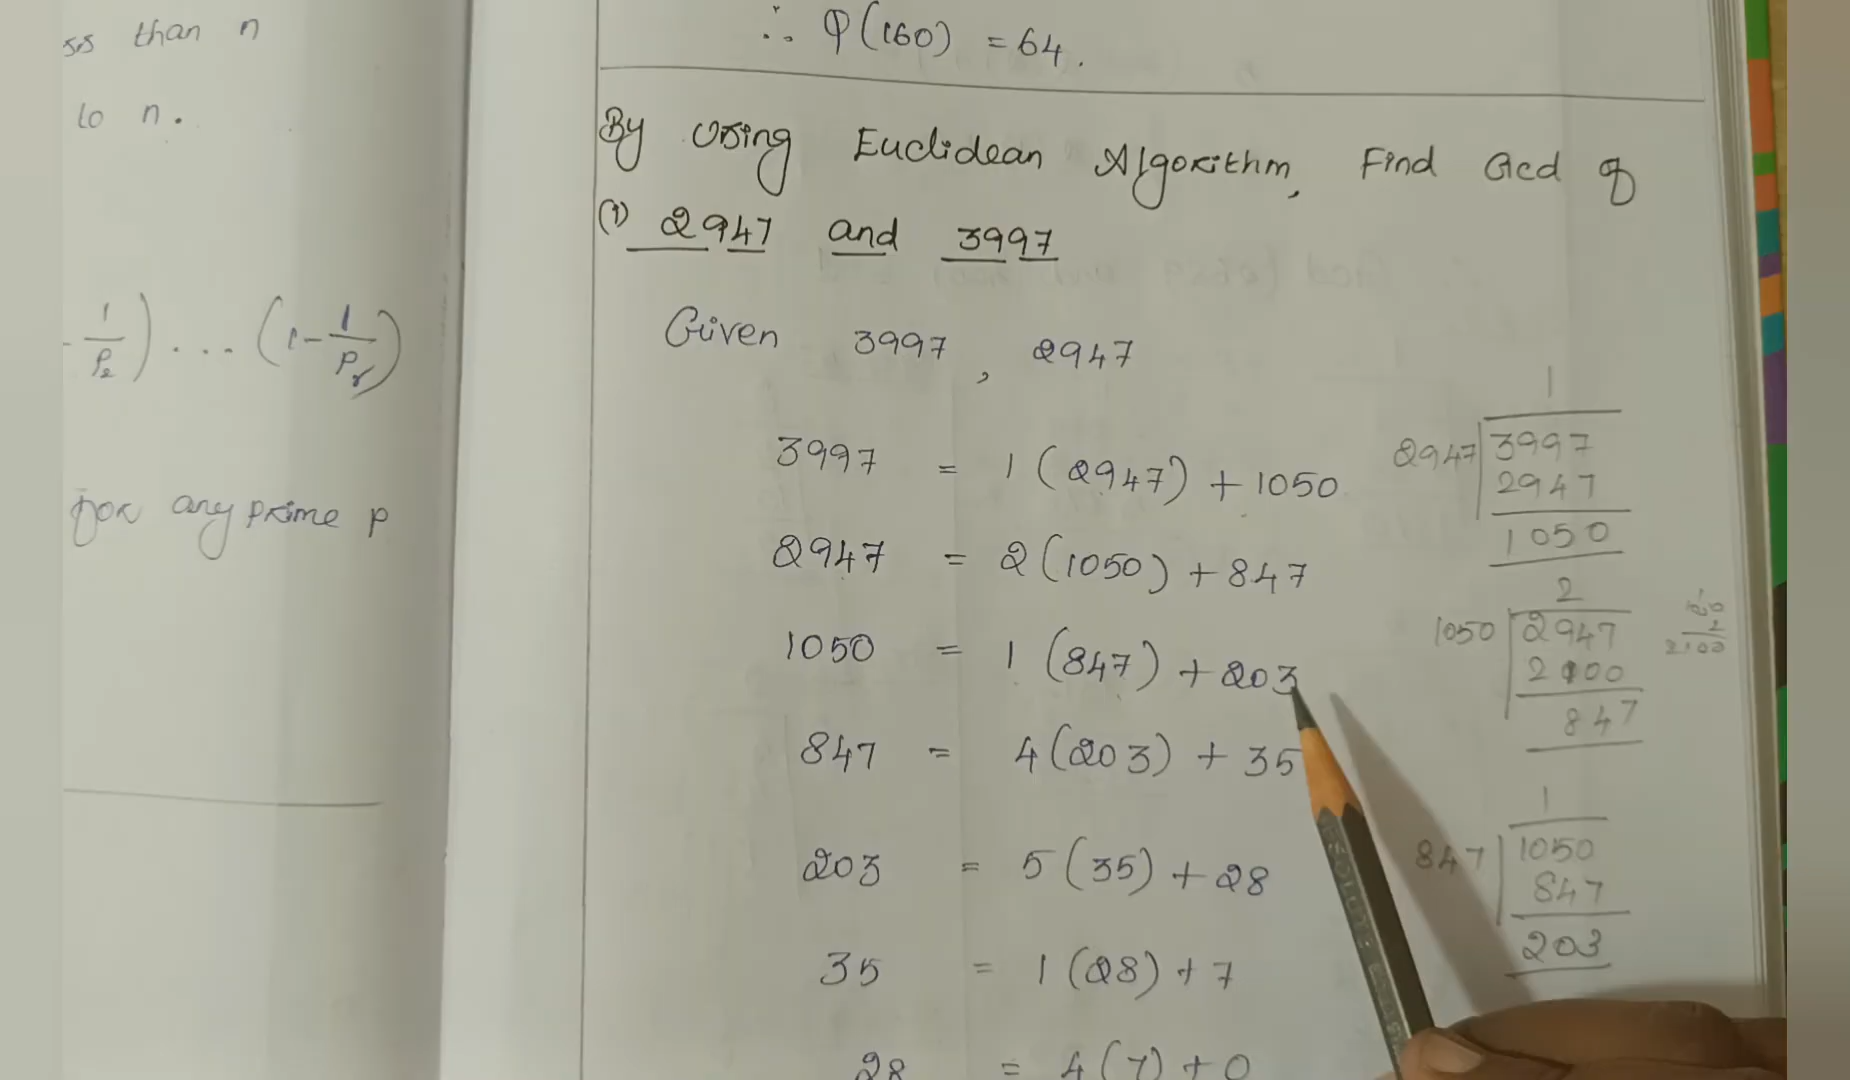 ss than n
to n.
1/P₂) ... (1 - 1/Pᵣ)
for any prime p
∴ φ(160) = 64.
By Using Euclidean Algorithm, Find Gcd of
(i) 2947 and 3997
Given 3997, 2947
3997 = 1 (2947) + 1050
2947 = 2 (1050) + 847
1050 = 1 (847) + 203
847 = 4 (203) + 35
203 = 5 (35) + 28
35 = 1 (28) + 7
28 = 4 (7) + 0
1
2947 3997
2947
1050
2
1050 2947
2100
847
2
2100
1
847 1050
847
203